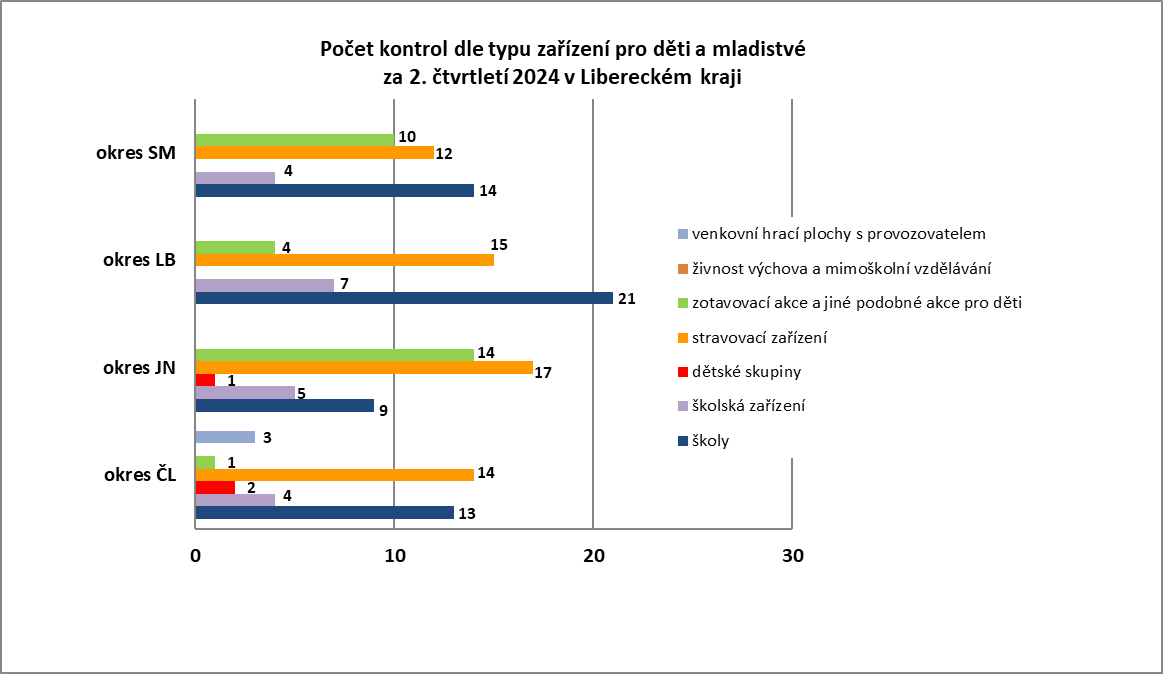 Počet kontrol dle typu zařízení pro děti a mladistvé
za 2. čtvrtletí 2024 v Libereckém kraji
okres SM
10
12
4
14
okres LB
4
15
7
21
okres JN
14
17
1
5
9
okres ČL
3
1
14
2
4
13
0 10 20 30
venkovní hrací plochy s provozovatelem
živnost výchova a mimoškolní vzdělávání
zotavovací akce a jiné podobné akce pro děti
stravovací zařízení
dětské skupiny
školská zařízení
školy